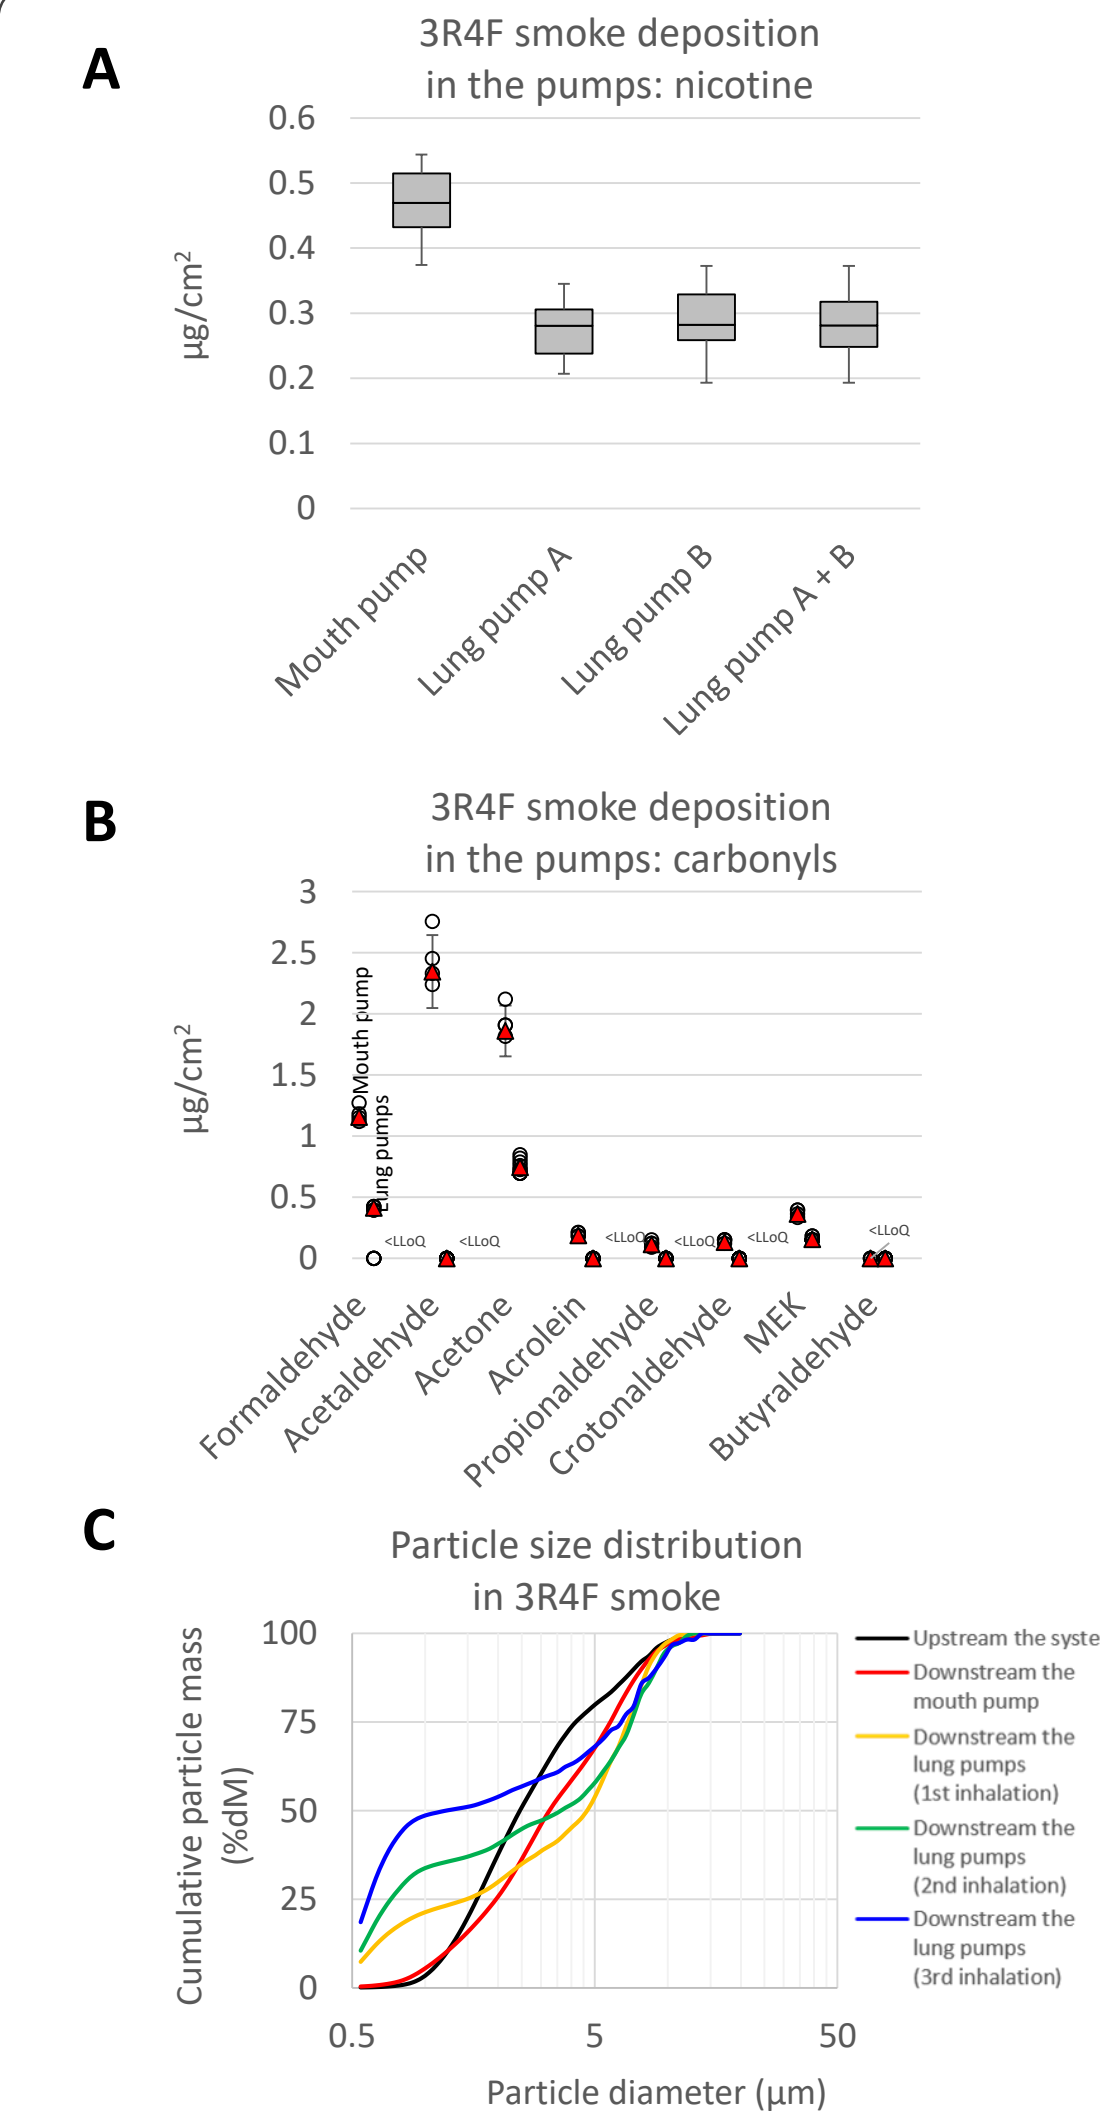 A
3R4F smoke deposition
in the pumps: nicotine
µg/cm²
0.6
0.5
0.4
0.3
0.2
0.1
0
Mouth pump
Lung pump A
Lung pump B
Lung pump A + B
B
3R4F smoke deposition
in the pumps: carbonyls
µg/cm²
3
2.5
2
1.5
1
0.5
0
Mouth pump
Lung pumps
<LLoQ
<LLoQ
<LLoQ
<LLoQ
<LLoQ
<LLoQ
Formaldehyde
Acetaldehyde
Acetone
Acrolein
Propionaldehyde
Crotonaldehyde
MEK
Butyraldehyde
C
Particle size distribution
in 3R4F smoke
Cumulative particle mass
(%dM)
100
75
50
25
0
0.5
5
50
Particle diameter (µm)
Upstream the syste
Downstream the
mouth pump
Downstream the
lung pumps
(1st inhalation)
Downstream the
lung pumps
(2nd inhalation)
Downstream the
lung pumps
(3rd inhalation)